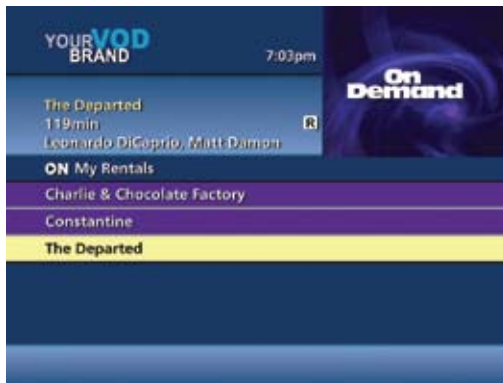 YOUR VOD
BRAND
7:03pm
On
Demand
The Departed
119min
R
Leonardo DiCaprio, Matt Damon
ON My Rentals
Charlie & Chocolate Factory
Constantine
The Departed